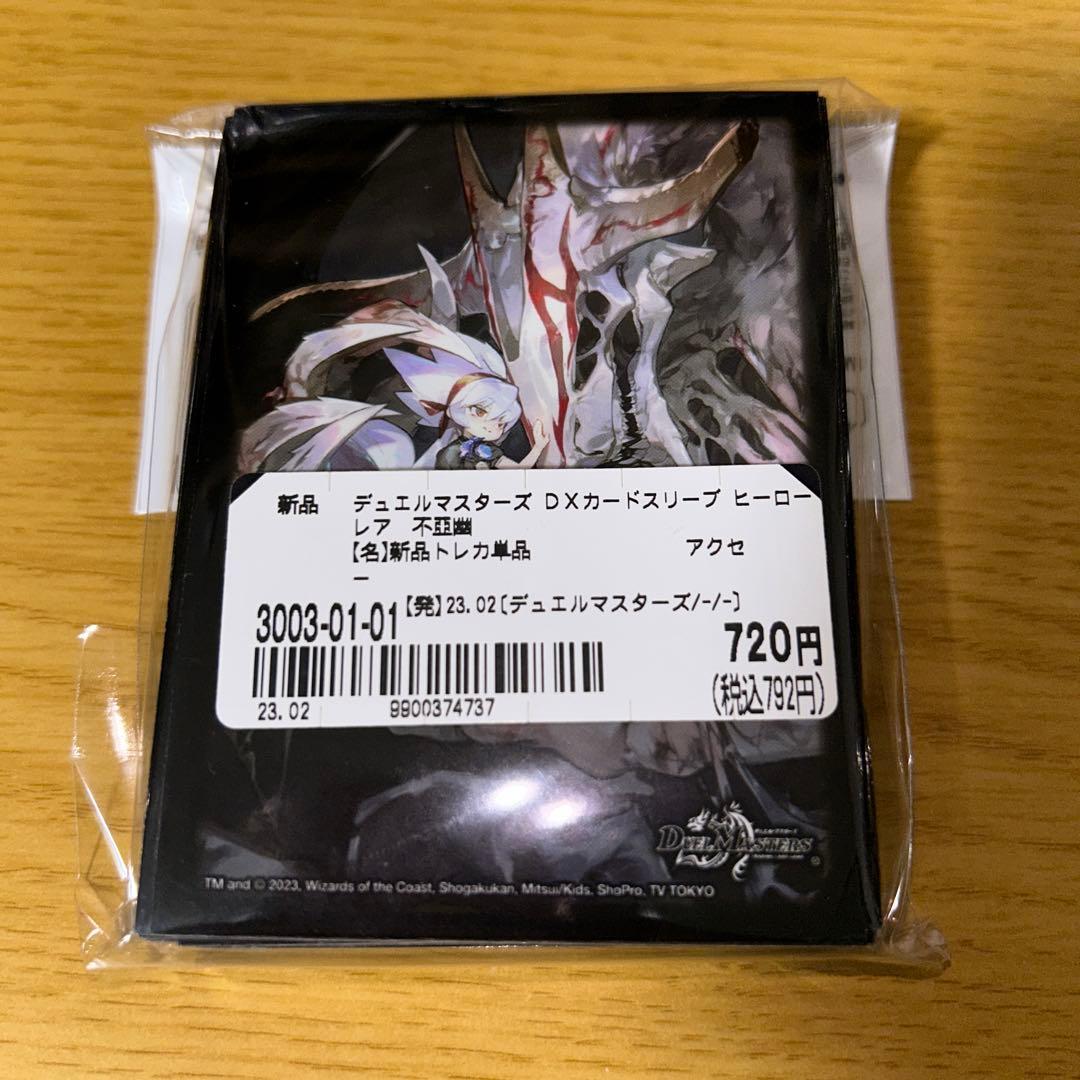 新品 デュエルマスターズ DXカードスリーブ ヒーロー
レア 不亞幽
【名】新品トレカ単品 アクセ
ー
3003-01-01 【発】23.02〔デュエルマスターズ/-/-〕
720円
(税込792円)
23.02 9900374737
DUEL MASTERS
TM and © 2023, Wizards of the Coast, Shogakukan, Mitsui/Kids, ShoPro, TV TOKYO